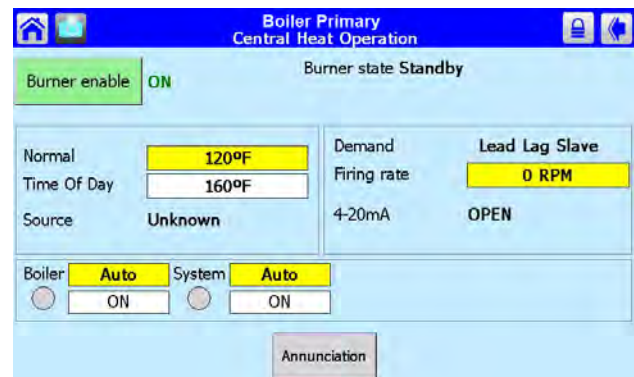 Boiler Primary
Central Heat Operation
Burner enable ON
Burner state Standby
Normal 120ºF
Time Of Day 160ºF
Source Unknown
Demand Lead Lag Slave
Firing rate 0 RPM
4-20mA OPEN
Boiler Auto System Auto
ON ON
Annunciation